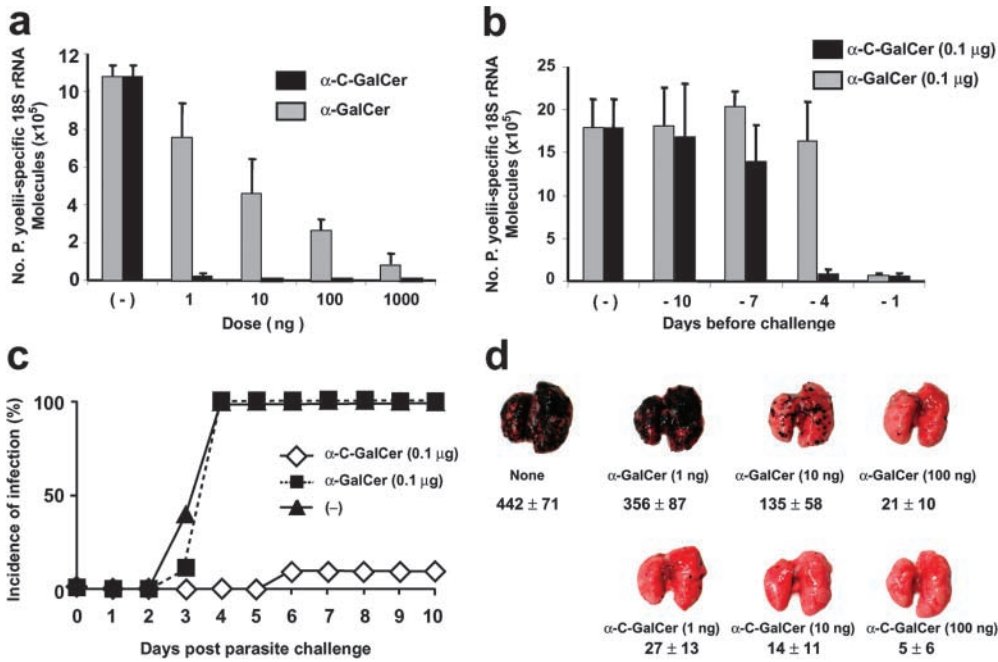 a
No. P. yoelii-specific 18S rRNA
Molecules (x10⁵)
12
10
8
6
4
2
0
α-C-GalCer
α-GalCer
(-)
1
10
100
1000
Dose ( ng )
b
No. P. yoelii-specific 18S rRNA
Molecules (x10⁵)
25
20
15
10
5
0
α-C-GalCer (0.1 μg)
α-GalCer (0.1 μg)
(-)
- 10
- 7
- 4
- 1
Days before challenge
c
Incidence of infection (%)
100
50
0
α-C-GalCer (0.1 μg)
α-GalCer (0.1 μg)
(–)
0 1 2 3 4 5 6 7 8 9 10
Days post parasite challenge
d
None
442 ± 71
α-GalCer (1 ng)
356 ± 87
α-GalCer (10 ng)
135 ± 58
α-GalCer (100 ng)
21 ± 10
α-C-GalCer (1 ng)
27 ± 13
α-C-GalCer (10 ng)
14 ± 11
α-C-GalCer (100 ng)
5 ± 6